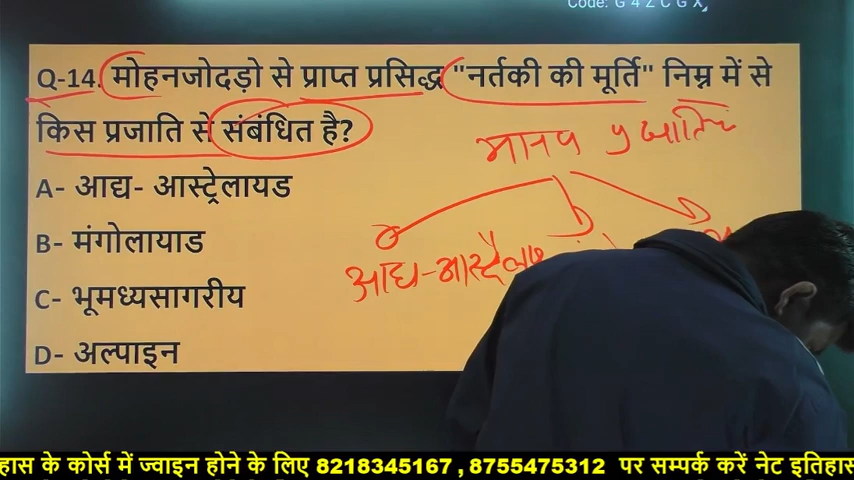 Code: G 4 Z C G X
Q-14. मोहनजोदड़ो से प्राप्त प्रसिद्ध "नर्तकी की मूर्ति" निम्न में से
किस प्रजाति से संबंधित है?
मानव प्रजातियां
A- आद्य- आस्ट्रेलायड
B- मंगोलायाड
आद्य-आस्ट्रेलाय
C- भूमध्यसागरीय
D- अल्पाइन
हास के कोर्स में ज्वाइन होने के लिए 8218345167 , 8755475312 पर सम्पर्क करें नेट इतिहास